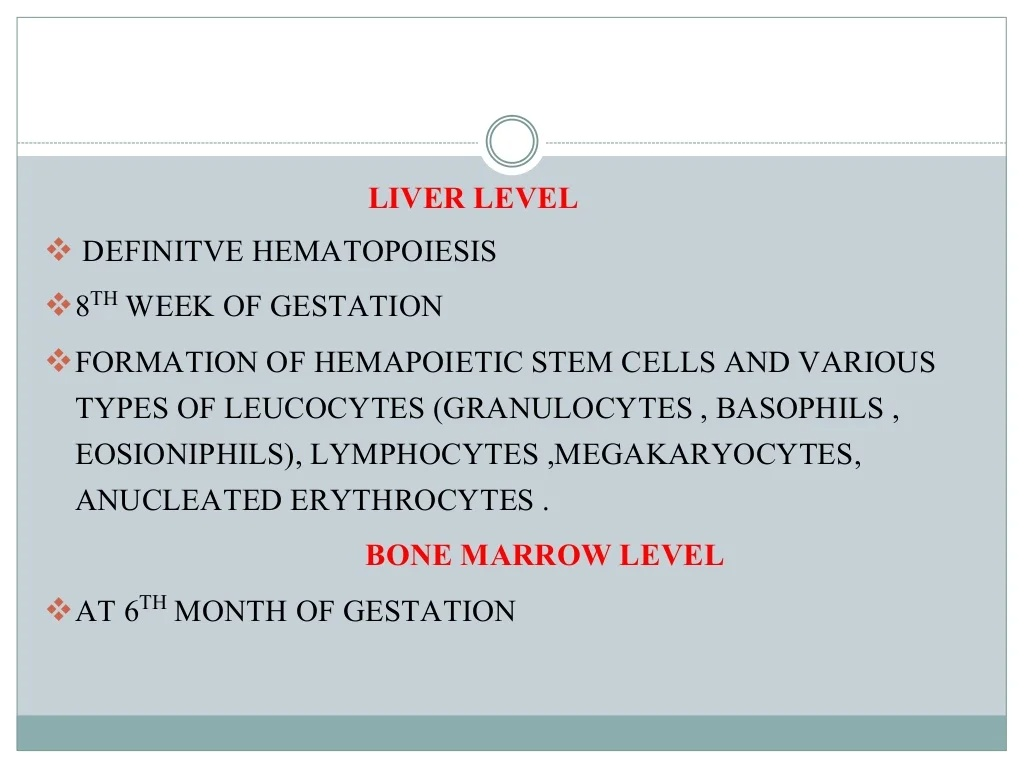 LIVER LEVEL
❖ DEFINITVE HEMATOPOIESIS
❖8TH WEEK OF GESTATION
❖FORMATION OF HEMAPOIETIC STEM CELLS AND VARIOUS
TYPES OF LEUCOCYTES (GRANULOCYTES , BASOPHILS ,
EOSIONIPHILS), LYMPHOCYTES ,MEGAKARYOCYTES,
ANUCLEATED ERYTHROCYTES .
BONE MARROW LEVEL
❖AT 6TH MONTH OF GESTATION